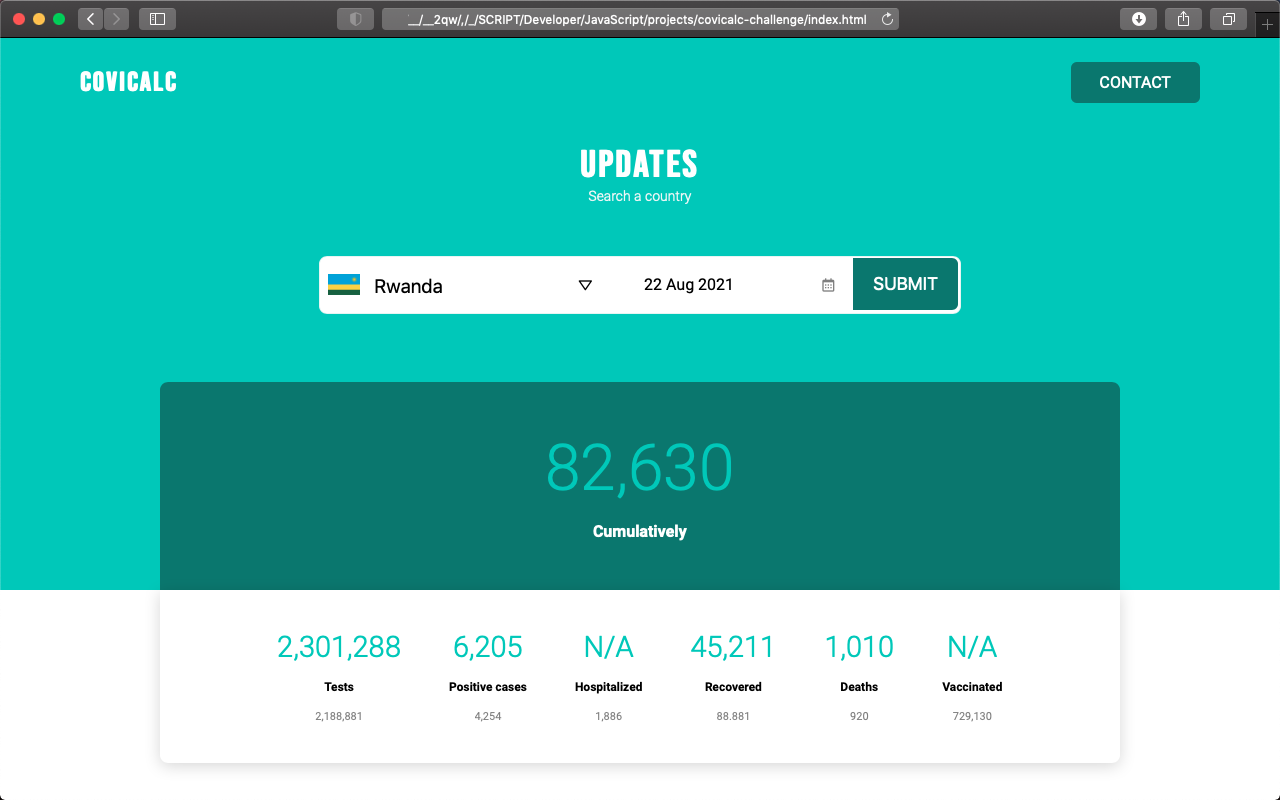 __/__2qw/,/_/SCRIPT/Developer/JavaScript/projects/covicalc-challenge/index.html
COVICALC
CONTACT
UPDATES
Search a country
Rwanda
22 Aug 2021
SUBMIT
82,630
Cumulatively
2,301,288 6,205 N/A 45,211 1,010 N/A
Tests Positive cases Hospitalized Recovered Deaths Vaccinated
2,188,881 4,254 1,886 88.881 920 729,130